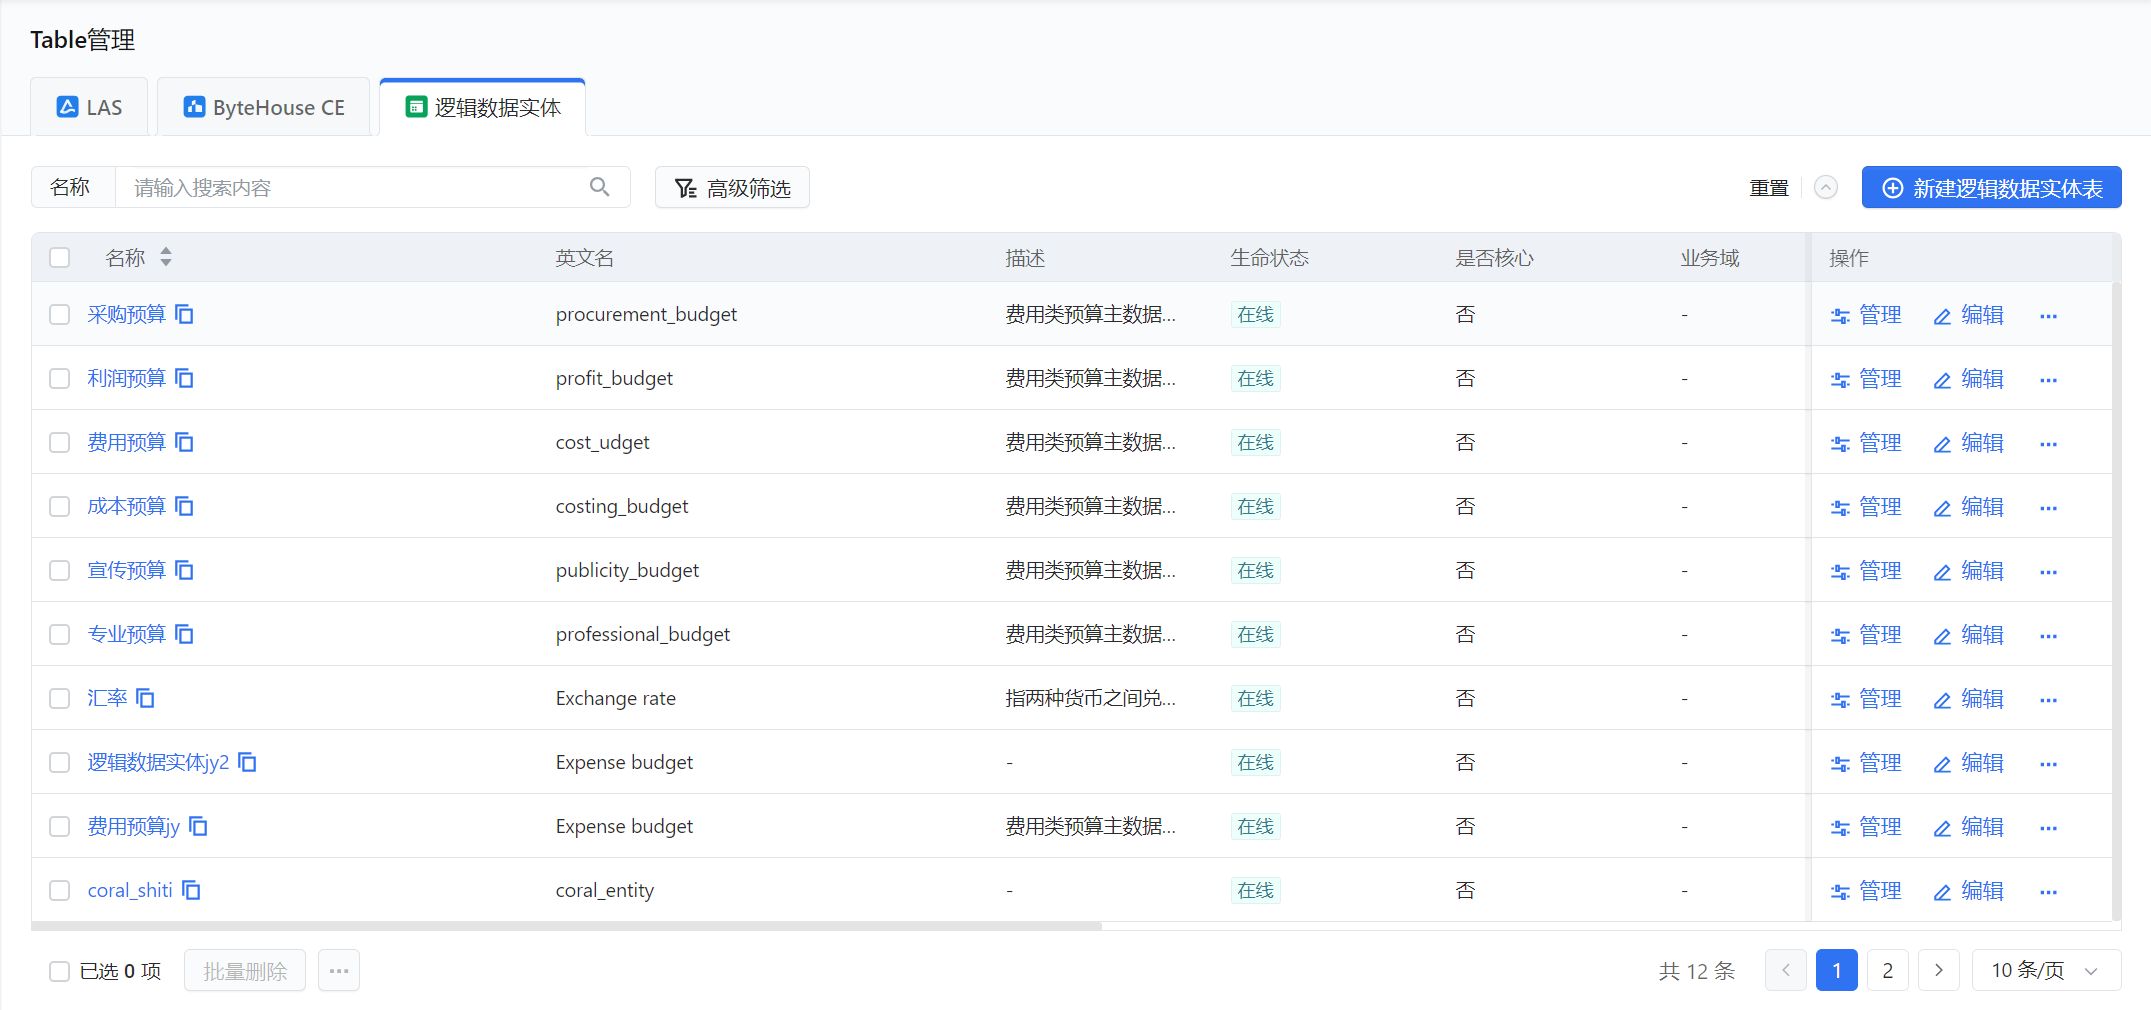 Table管理
LAS ByteHouse CE 逻辑数据实体
名称 请输入搜索内容 高级筛选 重置 新建逻辑数据实体表
名称 英文名 描述 生命状态 是否核心 业务域 操作
采购预算 procurement_budget 费用类预算主数据... 在线 否 - 管理 编辑 ...
利润预算 profit_budget 费用类预算主数据... 在线 否 - 管理 编辑 ...
费用预算 cost_udget 费用类预算主数据... 在线 否 - 管理 编辑 ...
成本预算 costing_budget 费用类预算主数据... 在线 否 - 管理 编辑 ...
宣传预算 publicity_budget 费用类预算主数据... 在线 否 - 管理 编辑 ...
专业预算 professional_budget 费用类预算主数据... 在线 否 - 管理 编辑 ...
汇率 Exchange rate 指两种货币之间兑... 在线 否 - 管理 编辑 ...
逻辑数据实体jy2 Expense budget - 在线 否 - 管理 编辑 ...
费用预算jy Expense budget 费用类预算主数据... 在线 否 - 管理 编辑 ...
coral_shiti coral_entity - 在线 否 - 管理 编辑 ...
已选 0 项 批量删除 ... 共 12 条 < 1 2 > 10 条/页